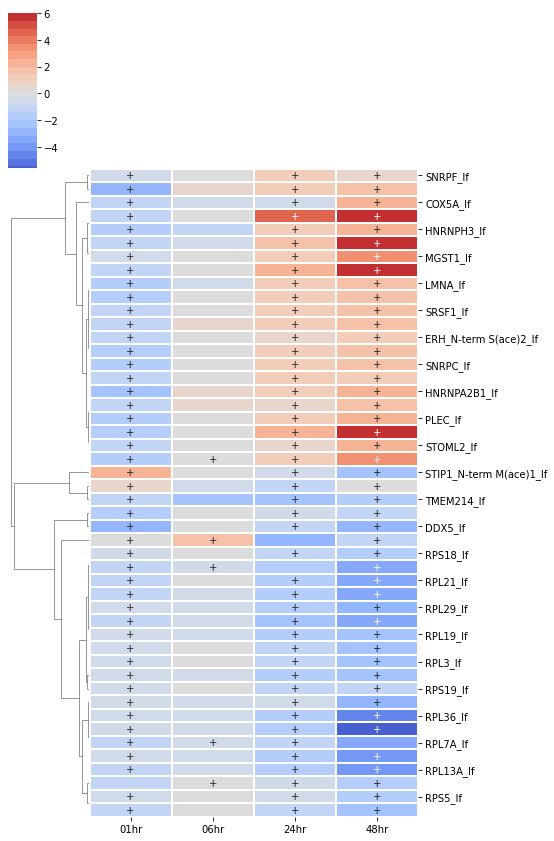 6
4
2
0
−2
−4
SNRPF_lf
COX5A_lf
HNRNPH3_lf
MGST1_lf
LMNA_lf
SRSF1_lf
ERH_N-term S(ace)2_lf
SNRPC_lf
HNRNPA2B1_lf
PLEC_lf
STOML2_lf
STIP1_N-term M(ace)1_lf
TMEM214_lf
DDX5_lf
RPS18_lf
RPL21_lf
RPL29_lf
RPL19_lf
RPL3_lf
RPS19_lf
RPL36_lf
RPL7A_lf
RPL13A_lf
RPS5_lf
01hr 06hr 24hr 48hr